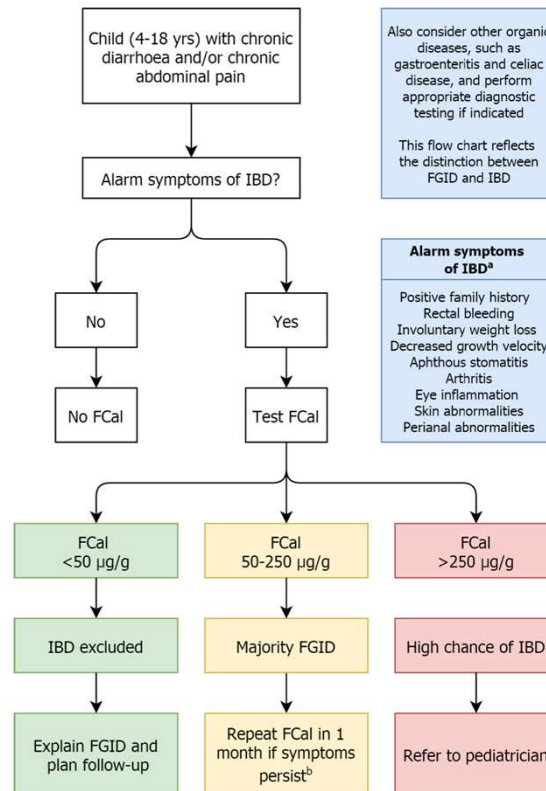 Child (4-18 yrs) with chronic
diarrhoea and/or chronic
abdominal pain
Also consider other organic
diseases, such as
gastroenteritis and celiac
disease, and perform
appropriate diagnostic
testing if indicated
This flow chart reflects
the distinction between
FGID and IBD
Alarm symptoms of IBD?
Alarm symptoms
of IBDa
Positive family history
Rectal bleeding
Involuntary weight loss
Decreased growth velocity
Aphthous stomatitis
Arthritis
Eye inflammation
Skin abnormalities
Perianal abnormalities
No
Yes
No FCal
Test FCal
FCal
<50 µg/g
FCal
50-250 µg/g
FCal
>250 µg/g
IBD excluded
Majority FGID
High chance of IBD
Explain FGID and
plan follow-up
Repeat FCal in 1
month if symptoms
persistb
Refer to pediatrician